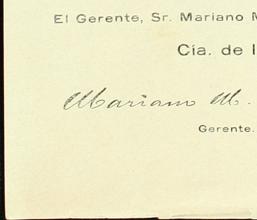 El Gerente, Sr. Mariano M
Cía. de I
Mariano M.
Gerente.